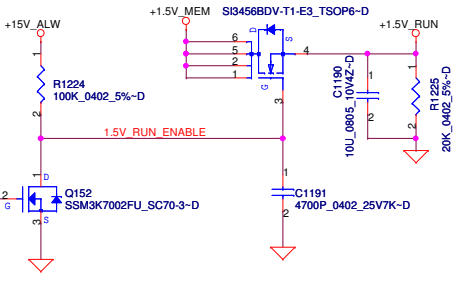 +15V_ALW
+1.5V_MEM
SI3456BDV-T1-E3_TSOP6~D
+1.5V_RUN
D
S
6
5
2
1
4
G
3
1
R1224
100K_0402_5%~D
2
C1190
10U_0805_10V4Z~D
1
2
1
R1225
20K_0402_5%~D
2
1.5V_RUN_ENABLE
1
D
Q152
SSM3K7002FU_SC70-3~D
2
G
S
3
1
C1191
4700P_0402_25V7K~D
2